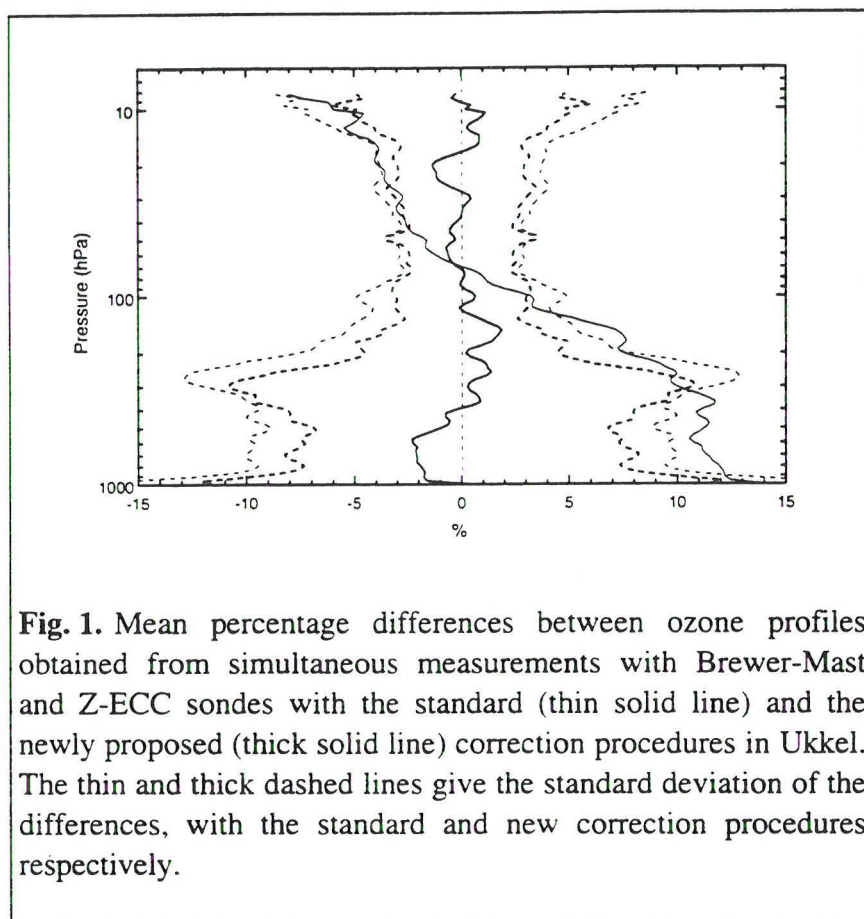 10
100
1000
Pressure (hPa)
-15 -10 -5 0 5 10 15
%
Fig. 1. Mean percentage differences between ozone profiles
obtained from simultaneous measurements with Brewer-Mast
and Z-ECC sondes with the standard (thin solid line) and the
newly proposed (thick solid line) correction procedures in Ukkel.
The thin and thick dashed lines give the standard deviation of the
differences, with the standard and new correction procedures
respectively.